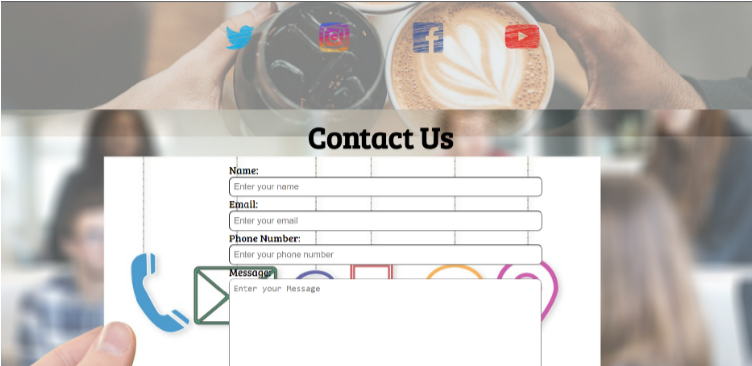 Contact Us
Name:
Enter your name
Email:
Enter your email
Phone Number:
Enter your phone number
Message:
Enter your Message